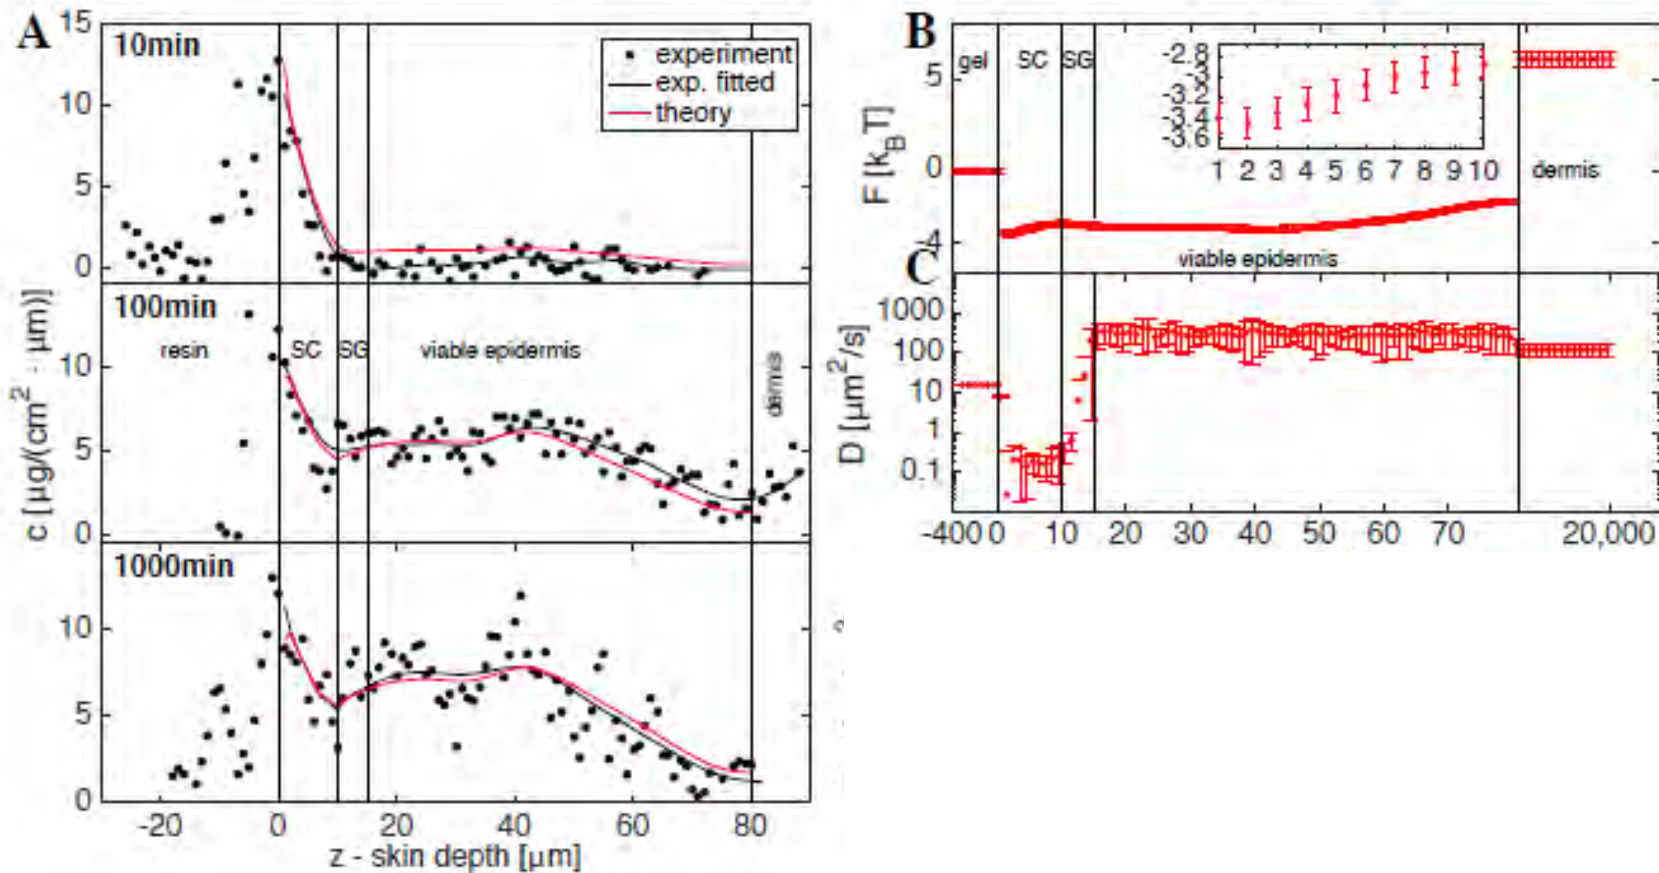 A
10min
15
10
5
0
experiment
exp. fitted
theory
100min
resin
SC
SG
viable epidermis
dermis
10
5
0
1000min
10
5
0
-20
0
20
40
60
80
c [µg/(cm² · µm)]
z - skin depth [µm]
B
gel
SC
SG
5
0
-4
F [kBT]
-2.8
-3
-3.2
-3.4
-3.6
1 2 3 4 5 6 7 8 9 10
dermis
viable epidermis
C
1000
100
10
1
0.1
D [µm²/s]
-400 0 10 20 30 40 50 60 70 20,000